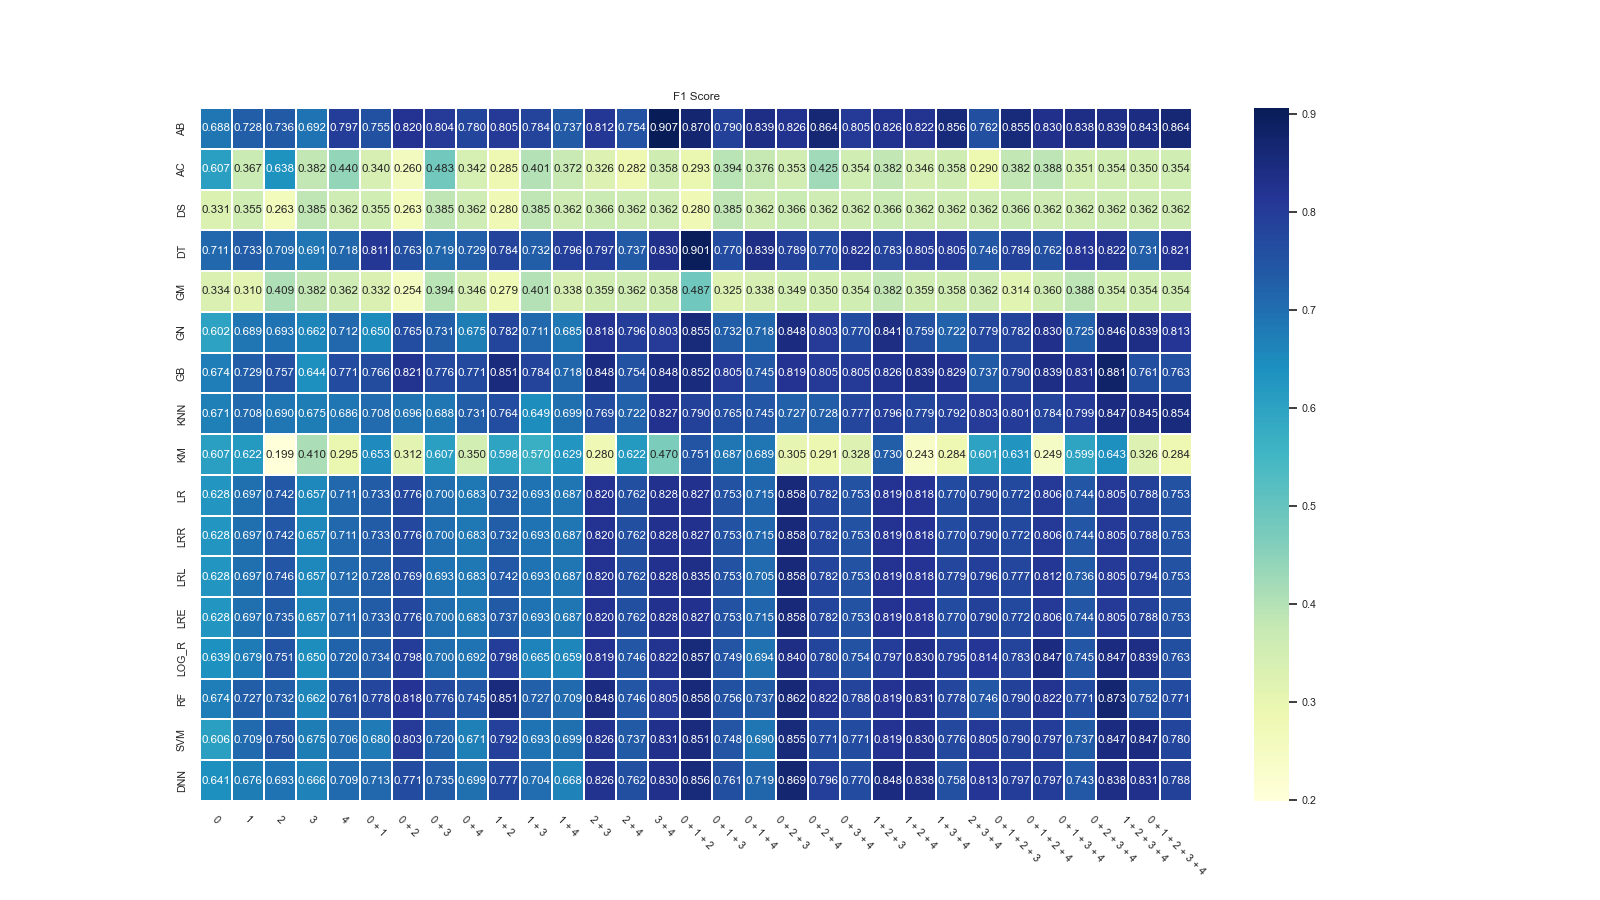 F1 Score
AB 0.688 0.728 0.736 0.692 0.797 0.755 0.820 0.804 0.780 0.805 0.784 0.737 0.812 0.754 0.907 0.870 0.790 0.839 0.826 0.864 0.805 0.826 0.822 0.856 0.762 0.855 0.830 0.838 0.839 0.843 0.864
AC 0.607 0.367 0.638 0.382 0.440 0.340 0.260 0.483 0.342 0.285 0.401 0.372 0.326 0.282 0.358 0.293 0.394 0.376 0.353 0.425 0.354 0.382 0.346 0.358 0.290 0.382 0.388 0.351 0.354 0.350 0.354
DS 0.331 0.355 0.263 0.385 0.362 0.355 0.263 0.385 0.362 0.280 0.385 0.362 0.366 0.362 0.362 0.280 0.385 0.362 0.366 0.362 0.362 0.366 0.362 0.362 0.362 0.366 0.362 0.362 0.362 0.362 0.362
DT 0.711 0.733 0.709 0.691 0.718 0.811 0.763 0.719 0.729 0.784 0.732 0.796 0.797 0.737 0.830 0.901 0.770 0.839 0.789 0.770 0.822 0.783 0.805 0.805 0.746 0.789 0.762 0.813 0.822 0.731 0.821
GM 0.334 0.310 0.409 0.382 0.362 0.332 0.254 0.394 0.346 0.279 0.401 0.338 0.359 0.362 0.358 0.487 0.325 0.338 0.349 0.350 0.354 0.382 0.359 0.358 0.362 0.314 0.360 0.388 0.354 0.354 0.354
GN 0.602 0.689 0.693 0.662 0.712 0.650 0.765 0.731 0.675 0.782 0.711 0.685 0.818 0.796 0.803 0.855 0.732 0.718 0.848 0.803 0.770 0.841 0.759 0.722 0.779 0.782 0.830 0.725 0.846 0.839 0.813
GB 0.674 0.729 0.757 0.644 0.771 0.766 0.821 0.776 0.771 0.851 0.784 0.718 0.848 0.754 0.848 0.852 0.805 0.745 0.819 0.805 0.805 0.826 0.839 0.829 0.737 0.790 0.839 0.831 0.881 0.761 0.763
KNN 0.671 0.708 0.690 0.675 0.686 0.708 0.696 0.688 0.731 0.764 0.649 0.699 0.769 0.722 0.827 0.790 0.765 0.745 0.727 0.728 0.777 0.796 0.779 0.792 0.803 0.801 0.784 0.799 0.847 0.845 0.854
KM 0.607 0.622 0.199 0.410 0.295 0.653 0.312 0.607 0.350 0.598 0.570 0.629 0.280 0.622 0.470 0.751 0.687 0.689 0.305 0.291 0.328 0.730 0.243 0.284 0.601 0.631 0.249 0.599 0.643 0.326 0.284
LR 0.628 0.697 0.742 0.657 0.711 0.733 0.776 0.700 0.683 0.732 0.693 0.687 0.820 0.762 0.828 0.827 0.753 0.715 0.858 0.782 0.753 0.819 0.818 0.770 0.790 0.772 0.806 0.744 0.805 0.788 0.753
LRR 0.628 0.697 0.742 0.657 0.711 0.733 0.776 0.700 0.683 0.732 0.693 0.687 0.820 0.762 0.828 0.827 0.753 0.715 0.858 0.782 0.753 0.819 0.818 0.770 0.790 0.772 0.806 0.744 0.805 0.788 0.753
LRL 0.628 0.697 0.746 0.657 0.712 0.728 0.769 0.693 0.683 0.742 0.693 0.687 0.820 0.762 0.828 0.835 0.753 0.705 0.858 0.782 0.753 0.819 0.818 0.779 0.796 0.777 0.812 0.736 0.805 0.794 0.753
LRE 0.628 0.697 0.735 0.657 0.711 0.733 0.776 0.700 0.683 0.737 0.693 0.687 0.820 0.762 0.828 0.827 0.753 0.715 0.858 0.782 0.753 0.819 0.818 0.770 0.790 0.772 0.806 0.744 0.805 0.788 0.753
LOG_R 0.639 0.679 0.751 0.650 0.720 0.734 0.798 0.700 0.692 0.798 0.665 0.659 0.819 0.746 0.822 0.857 0.749 0.694 0.840 0.780 0.754 0.797 0.830 0.795 0.814 0.783 0.847 0.745 0.847 0.839 0.763
RF 0.674 0.727 0.732 0.662 0.761 0.778 0.818 0.776 0.745 0.851 0.727 0.709 0.848 0.746 0.805 0.858 0.756 0.737 0.862 0.822 0.788 0.819 0.831 0.778 0.746 0.790 0.822 0.771 0.873 0.752 0.771
SVM 0.606 0.709 0.750 0.675 0.706 0.680 0.803 0.720 0.671 0.792 0.693 0.699 0.826 0.737 0.831 0.851 0.748 0.690 0.855 0.771 0.771 0.819 0.830 0.776 0.805 0.790 0.797 0.737 0.847 0.847 0.780
DNN 0.641 0.676 0.693 0.666 0.709 0.713 0.771 0.735 0.699 0.777 0.704 0.668 0.826 0.762 0.830 0.856 0.761 0.719 0.869 0.796 0.770 0.848 0.838 0.758 0.813 0.797 0.797 0.743 0.838 0.831 0.788
0 1 2 3 4 0 + 1 0 + 2 0 + 3 0 + 4 1 + 2 1 + 3 1 + 4 2 + 3 2 + 4 3 + 4 0 + 1 + 2 0 + 1 + 3 0 + 1 + 4 0 + 2 + 3 0 + 2 + 4 0 + 3 + 4 1 + 2 + 3 1 + 2 + 4 1 + 3 + 4 2 + 3 + 4 0 + 1 + 2 + 3 0 + 1 + 2 + 4 0 + 1 + 3 + 4 0 + 2 + 3 + 4 1 + 2 + 3 + 4 0 + 1 + 2 + 3 + 4
0.9
0.8
0.7
0.6
0.5
0.4
0.3
0.2